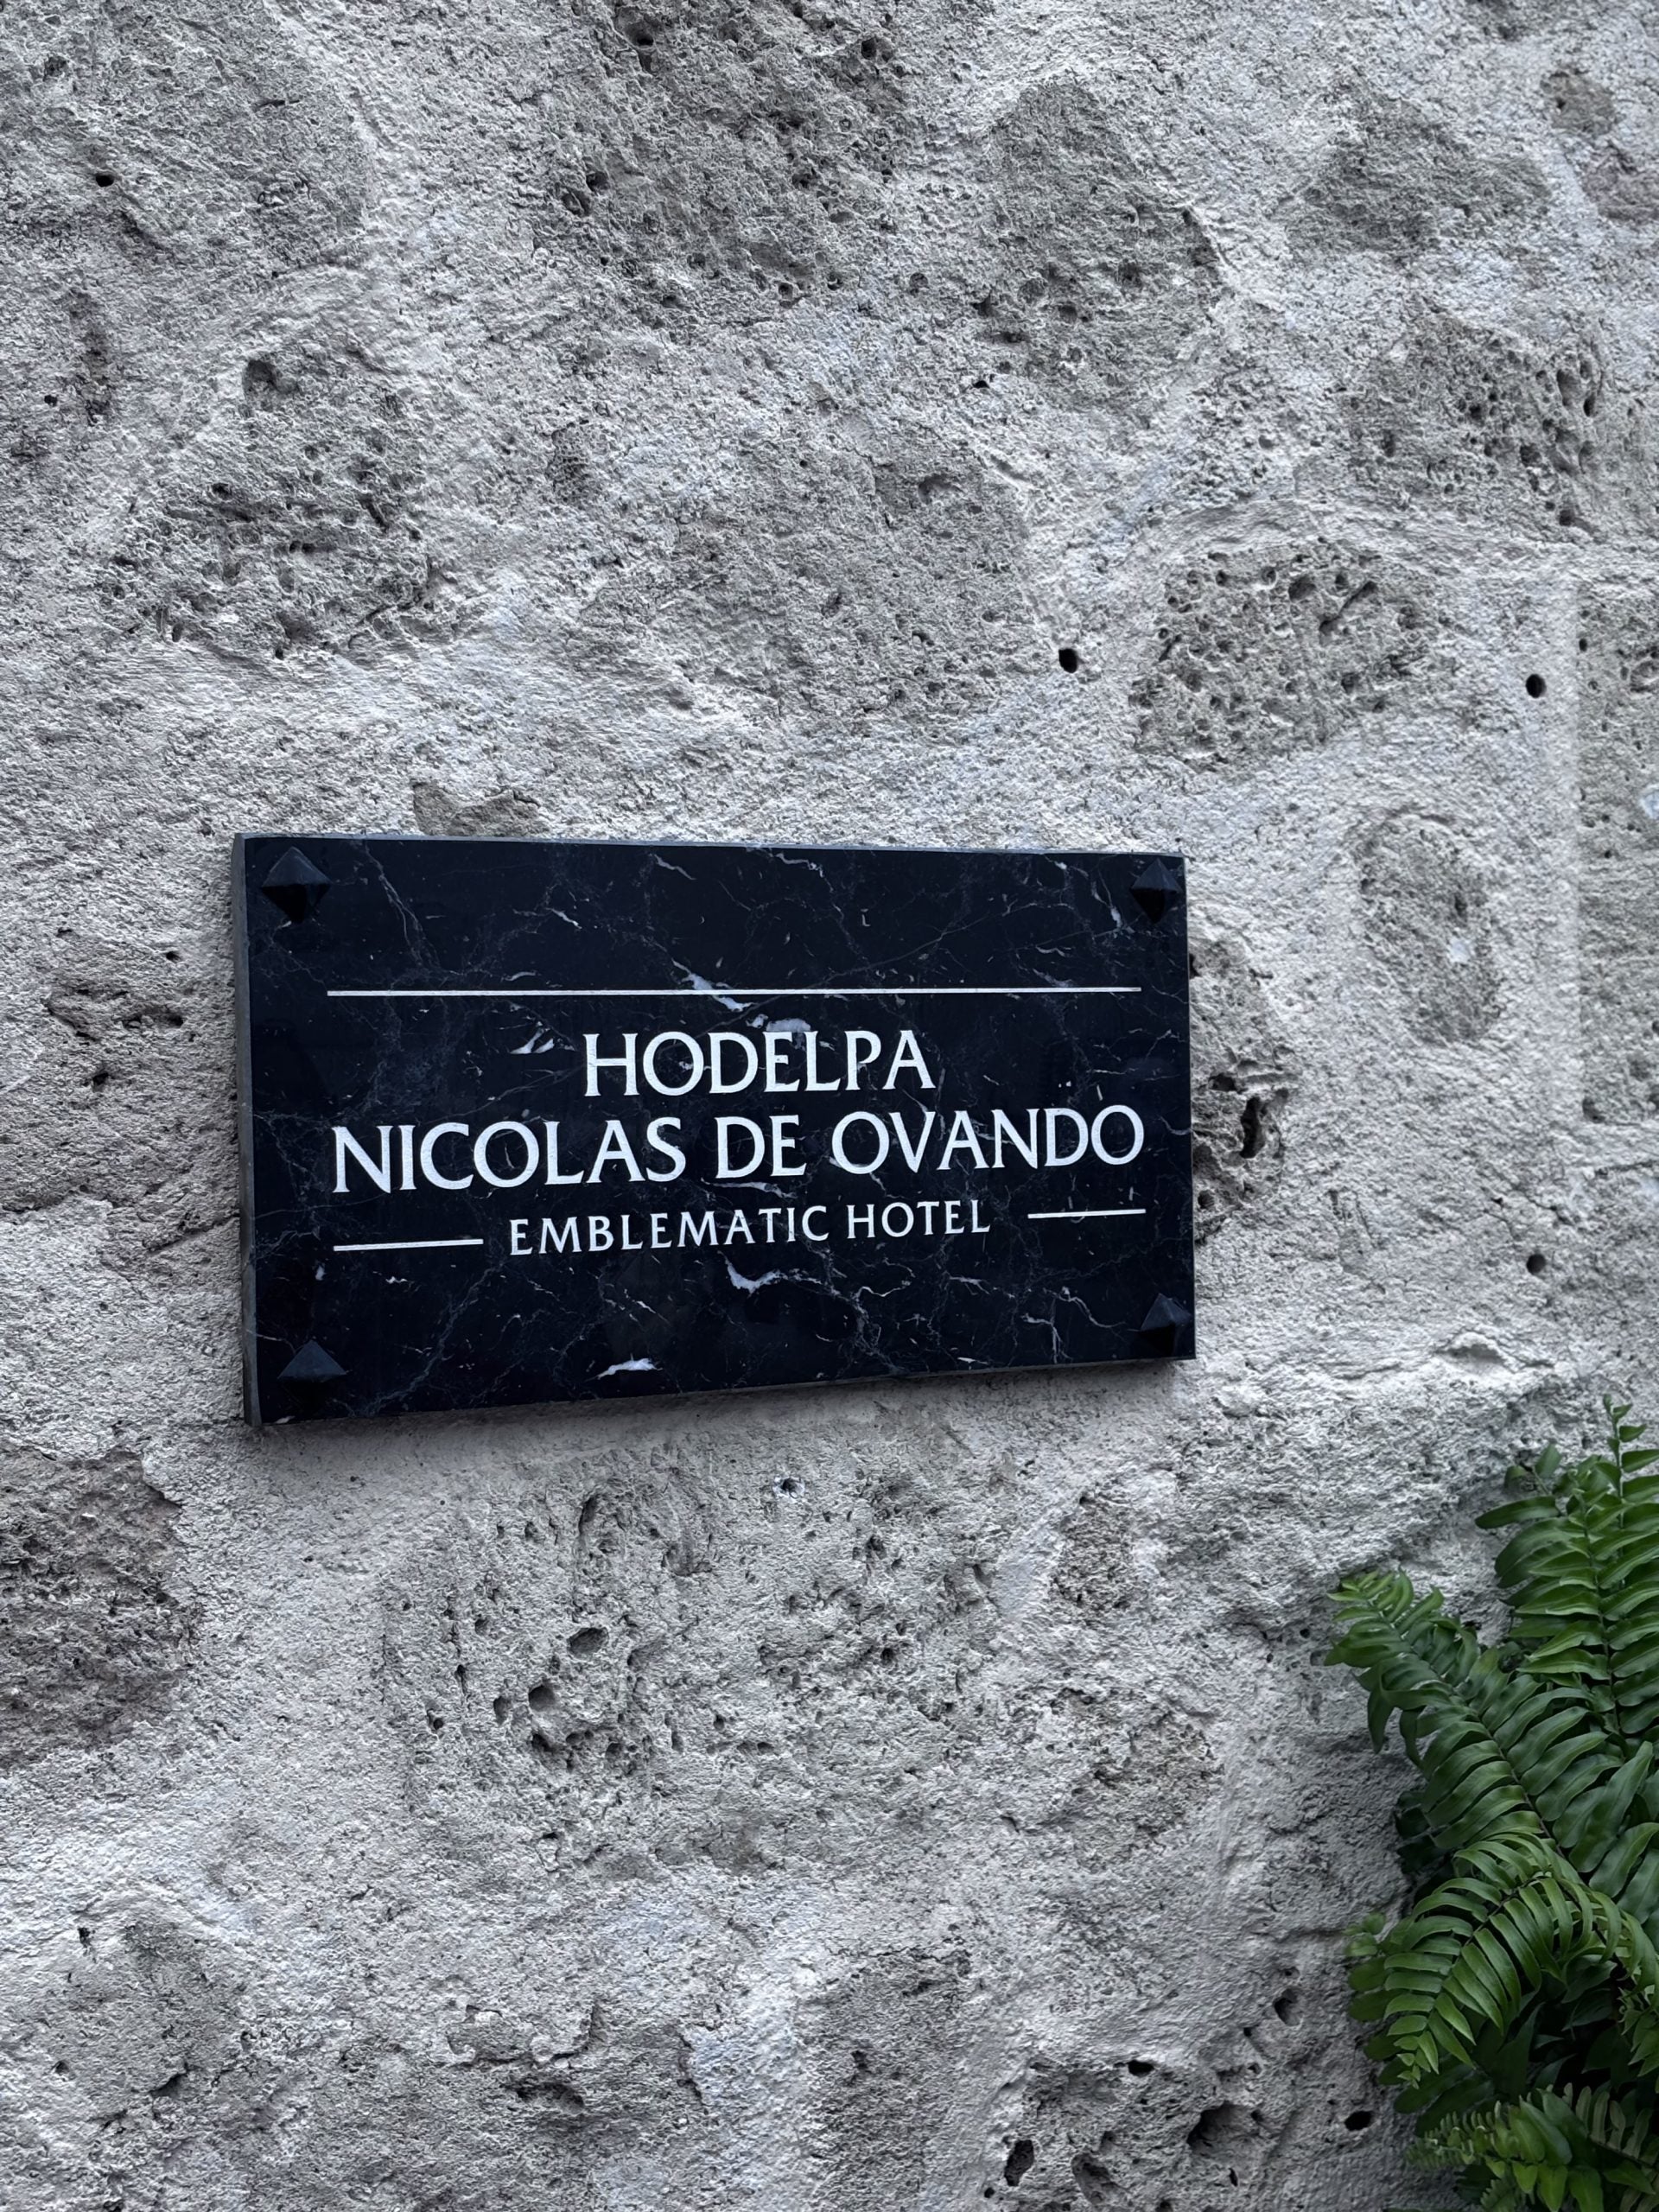 HODELPA
NICOLAS DE OVANDO
EMBLEMATIC HOTEL